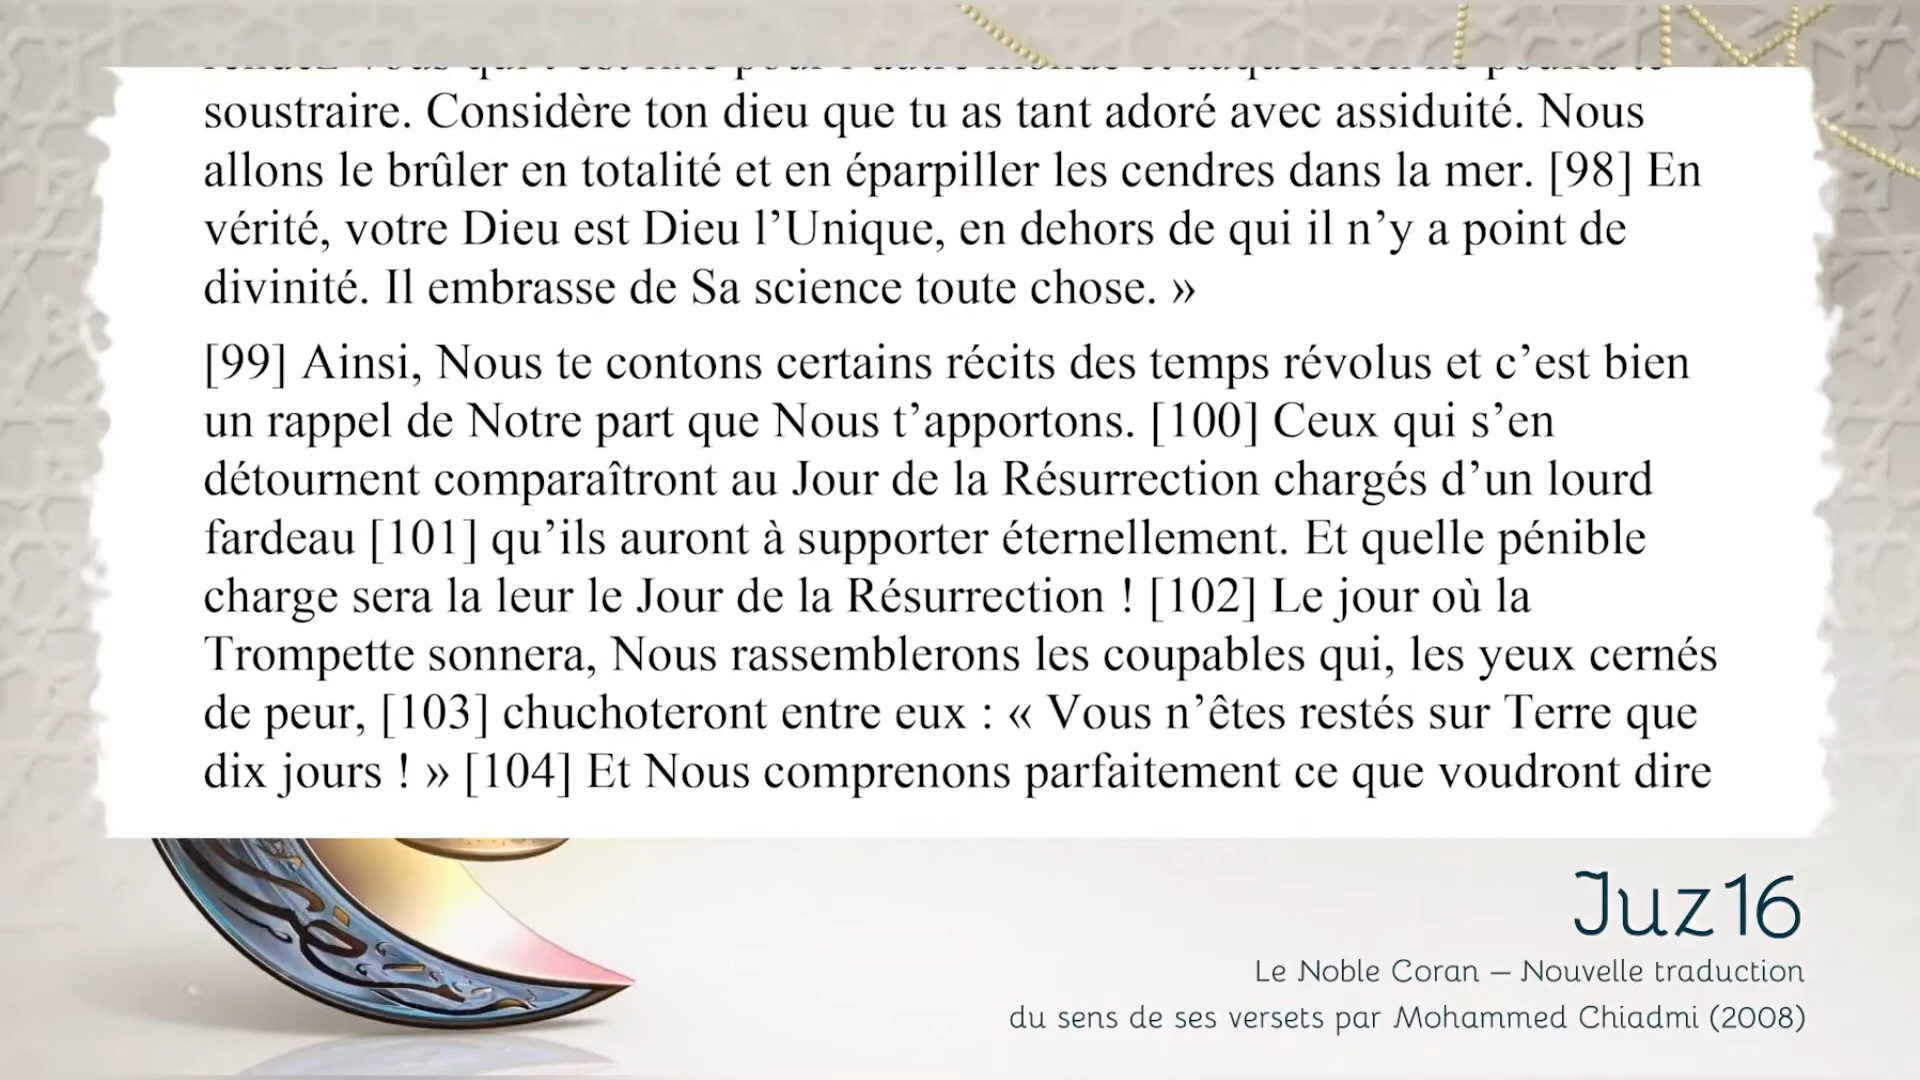 soustraire. Considère ton dieu que tu as tant adoré avec assiduité. Nous
allons le brûler en totalité et en éparpiller les cendres dans la mer. [98] En
vérité, votre Dieu est Dieu l’Unique, en dehors de qui il n’y a point de
divinité. Il embrasse de Sa science toute chose. »
[99] Ainsi, Nous te contons certains récits des temps révolus et c’est bien
un rappel de Notre part que Nous t’apportons. [100] Ceux qui s’en
détournent comparaîtront au Jour de la Résurrection chargés d’un lourd
fardeau [101] qu’ils auront à supporter éternellement. Et quelle pénible
charge sera la leur le Jour de la Résurrection ! [102] Le jour où la
Trompette sonnera, Nous rassemblerons les coupables qui, les yeux cernés
de peur, [103] chuchoteront entre eux : « Vous n’êtes restés sur Terre que
dix jours ! » [104] Et Nous comprenons parfaitement ce que voudront dire
Juz 16
Le Noble Coran – Nouvelle traduction
du sens de ses versets par Mohammed Chiadmi (2008)